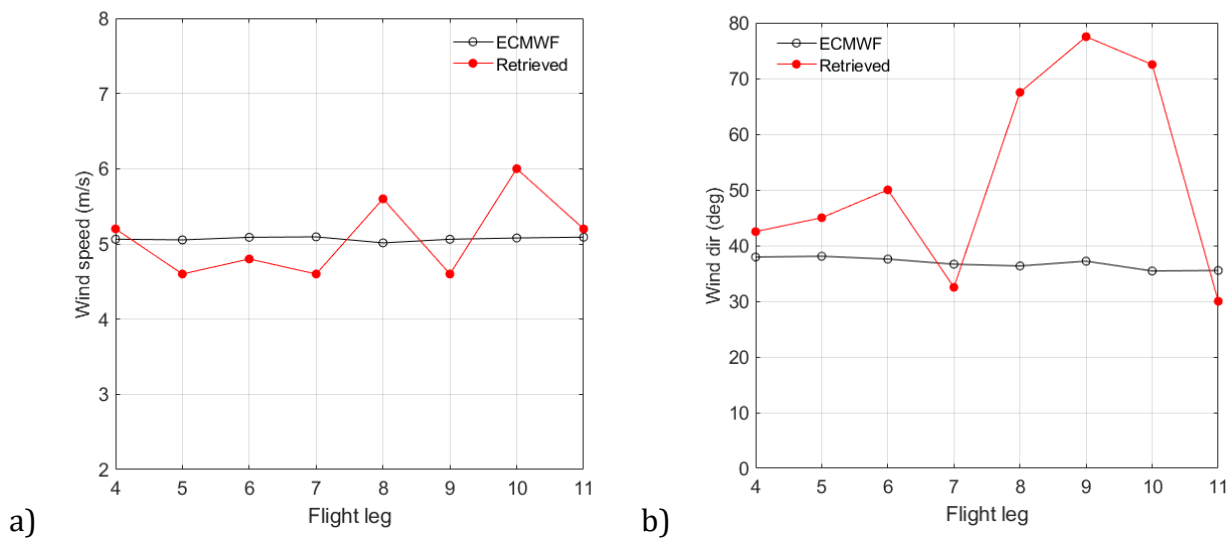 8
7
6
5
4
3
2
Wind speed (m/s)
ECMWF
Retrieved
4 5 6 7 8 9 10 11
Flight leg
a)
80
70
60
50
40
30
20
10
0
Wind dir (deg)
ECMWF
Retrieved
4 5 6 7 8 9 10 11
Flight leg
b)